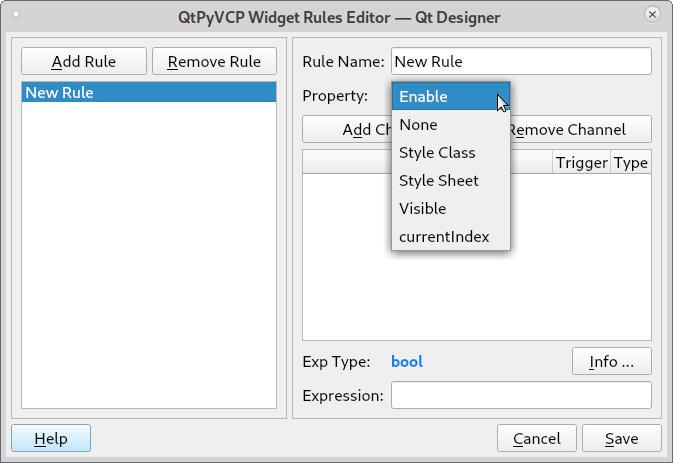 QtPyVCP Widget Rules Editor — Qt Designer
Add Rule
Remove Rule
New Rule
Rule Name: New Rule
Property:
Enable
None
Style Class
Style Sheet
Visible
currentIndex
Add Ch
Remove Channel
Trigger Type
Exp Type: bool
Info ...
Expression:
Help
Cancel
Save